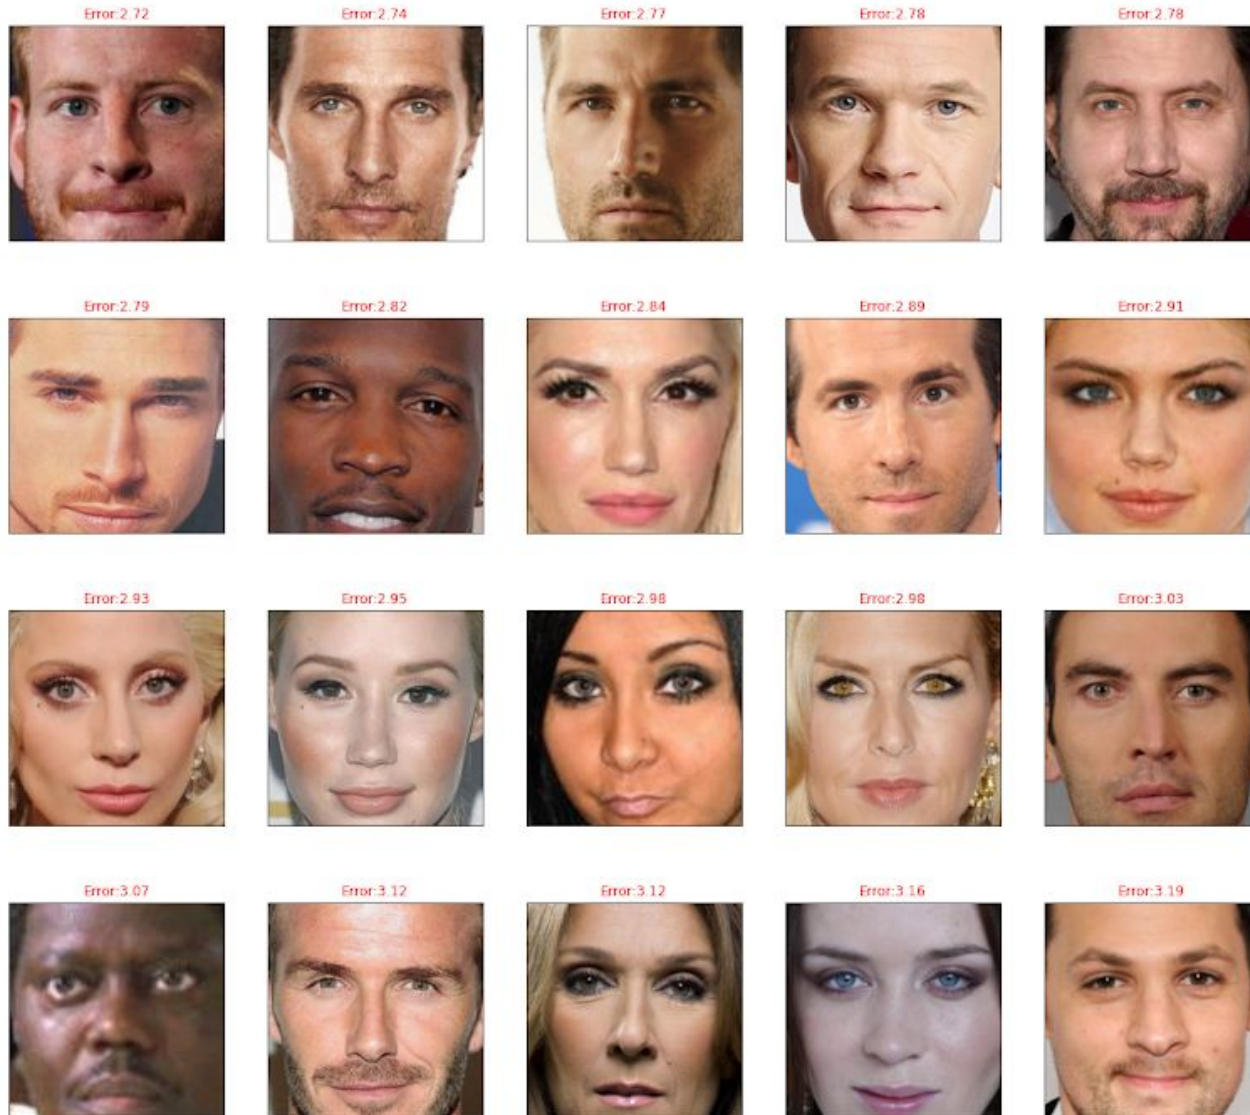 Error:2.72 Error:2.74 Error:2.77 Error:2.78 Error:2.78
Error:2.79 Error:2.82 Error:2.84 Error:2.89 Error:2.91
Error:2.93 Error:2.95 Error:2.98 Error:2.98 Error:3.03
Error:3.07 Error:3.12 Error:3.12 Error:3.16 Error:3.19